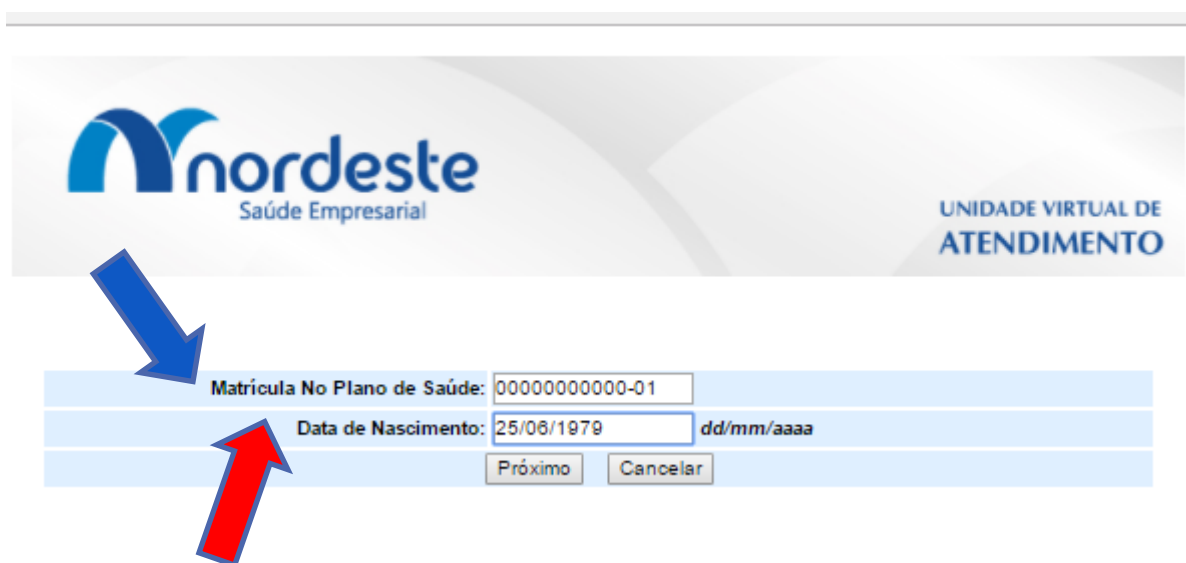 nordeste
Saúde Empresarial
UNIDADE VIRTUAL DE
ATENDIMENTO
Matrícula No Plano de Saúde: 00000000000-01
Data de Nascimento: 25/06/1979 dd/mm/aaaa
Próximo Cancelar